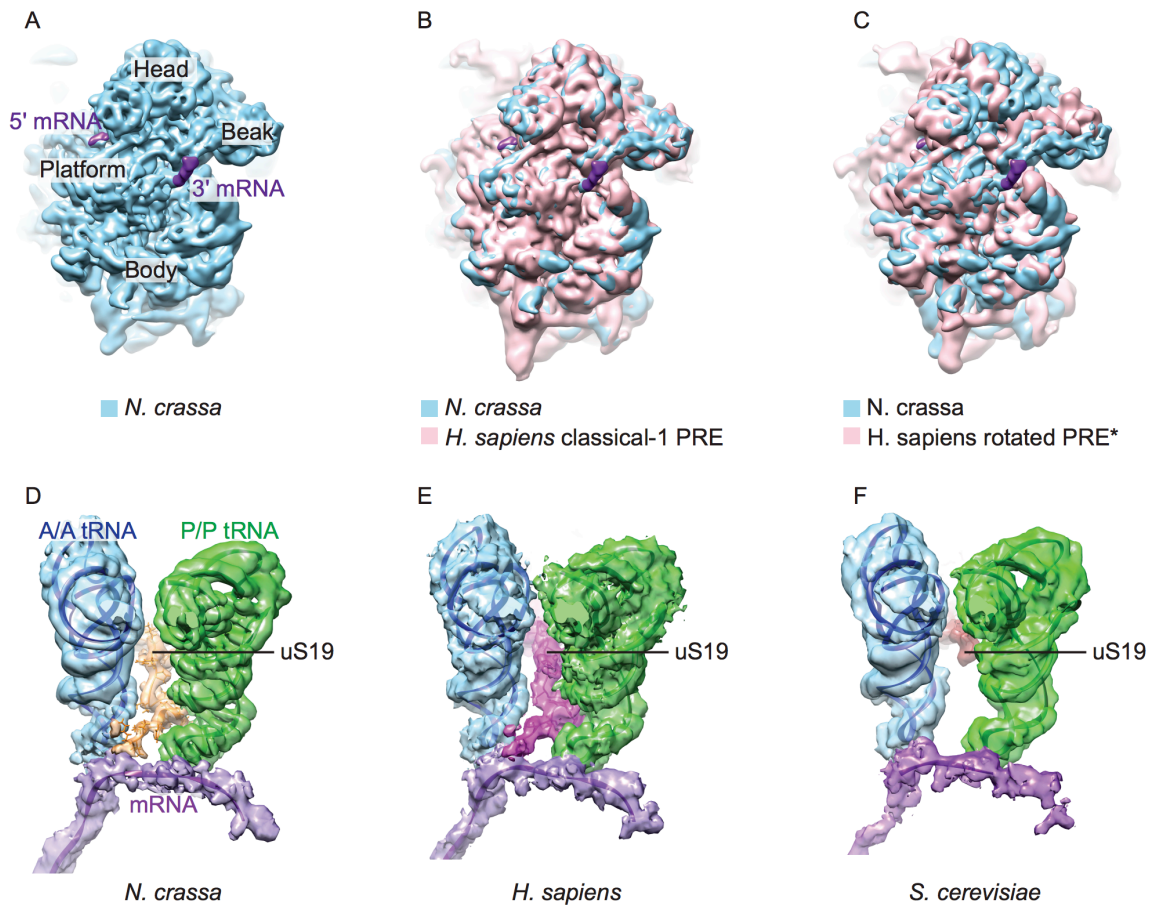 A
B
C
Head
5' mRNA
Beak
Platform
3' mRNA
Body
N. crassa
N. crassa
H. sapiens classical-1 PRE
N. crassa
H. sapiens rotated PRE*
D
E
F
A/A tRNA
P/P tRNA
uS19
uS19
uS19
mRNA
N. crassa
H. sapiens
S. cerevisiae